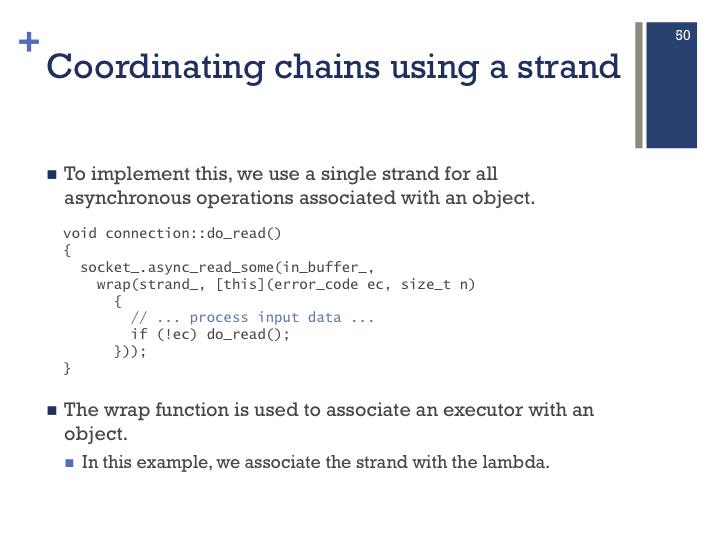 50
+
Coordinating chains using a strand
■ To implement this, we use a single strand for all
asynchronous operations associated with an object.
void connection::do_read()
{
  socket_.async_read_some(in_buffer_,
    wrap(strand_, [this](error_code ec, size_t n)
      {
        // ... process input data ...
        if (!ec) do_read();
      }));
}
■ The wrap function is used to associate an executor with an
object.
■ In this example, we associate the strand with the lambda.